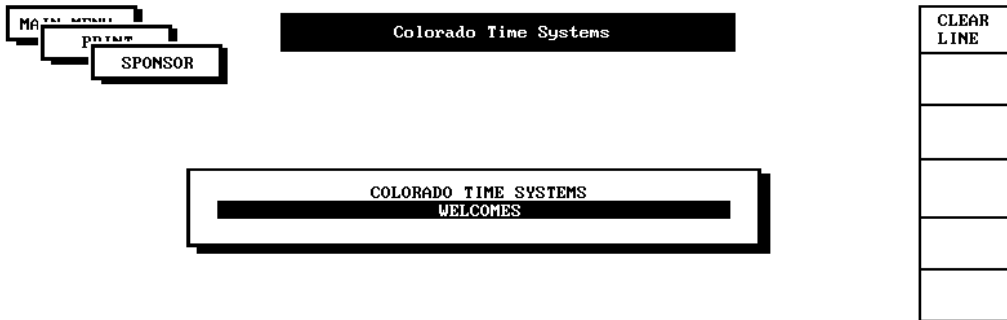 MAIN MENU
PRINT
SPONSOR
Colorado Time Systems
CLEAR
LINE
COLORADO TIME SYSTEMS
WELCOMES